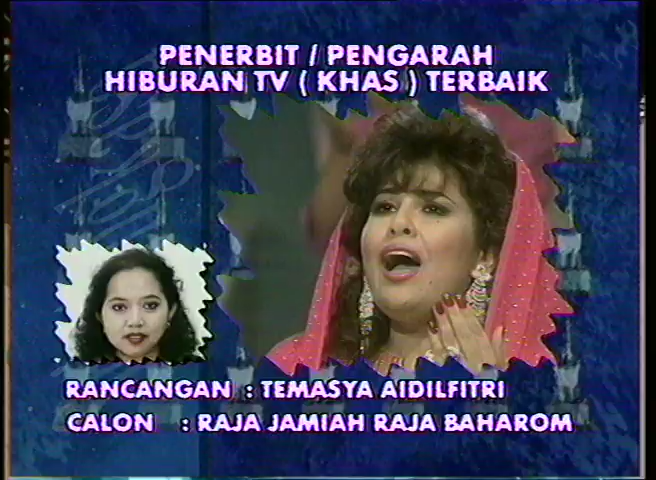 PENERBIT / PENGARAH
HIBURAN TV ( KHAS ) TERBAIK
RANCANGAN : TEMASYA AIDILFITRI
CALON : RAJA JAMIAH RAJA BAHAROM